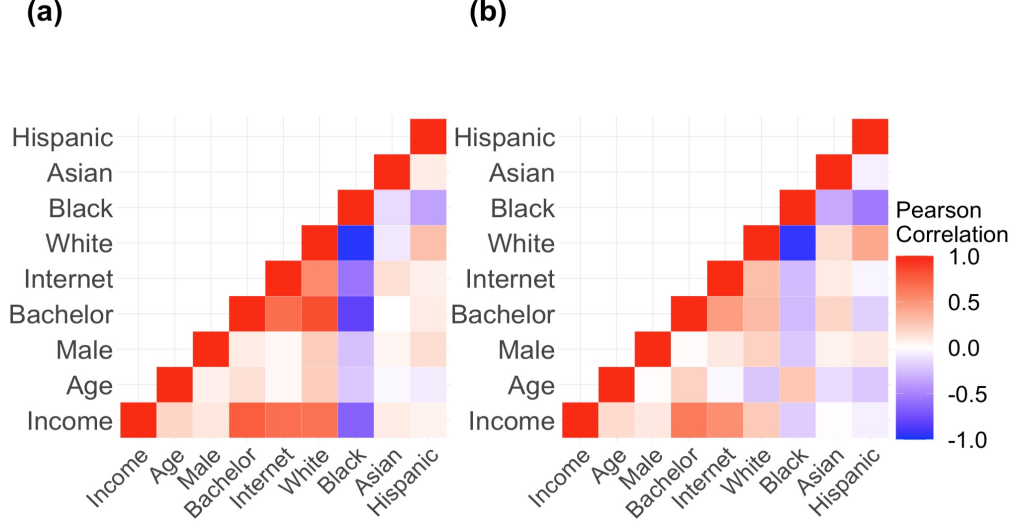 (a)
Hispanic
Asian
Black
White
Internet
Bachelor
Male
Age
Income
Income
Age
Male
Bachelor
Internet
White
Black
Asian
Hispanic
(b)
Hispanic
Asian
Black
White
Internet
Bachelor
Male
Age
Income
Income
Age
Male
Bachelor
Internet
White
Black
Asian
Hispanic
Pearson
Correlation
1.0
0.5
0.0
-0.5
-1.0